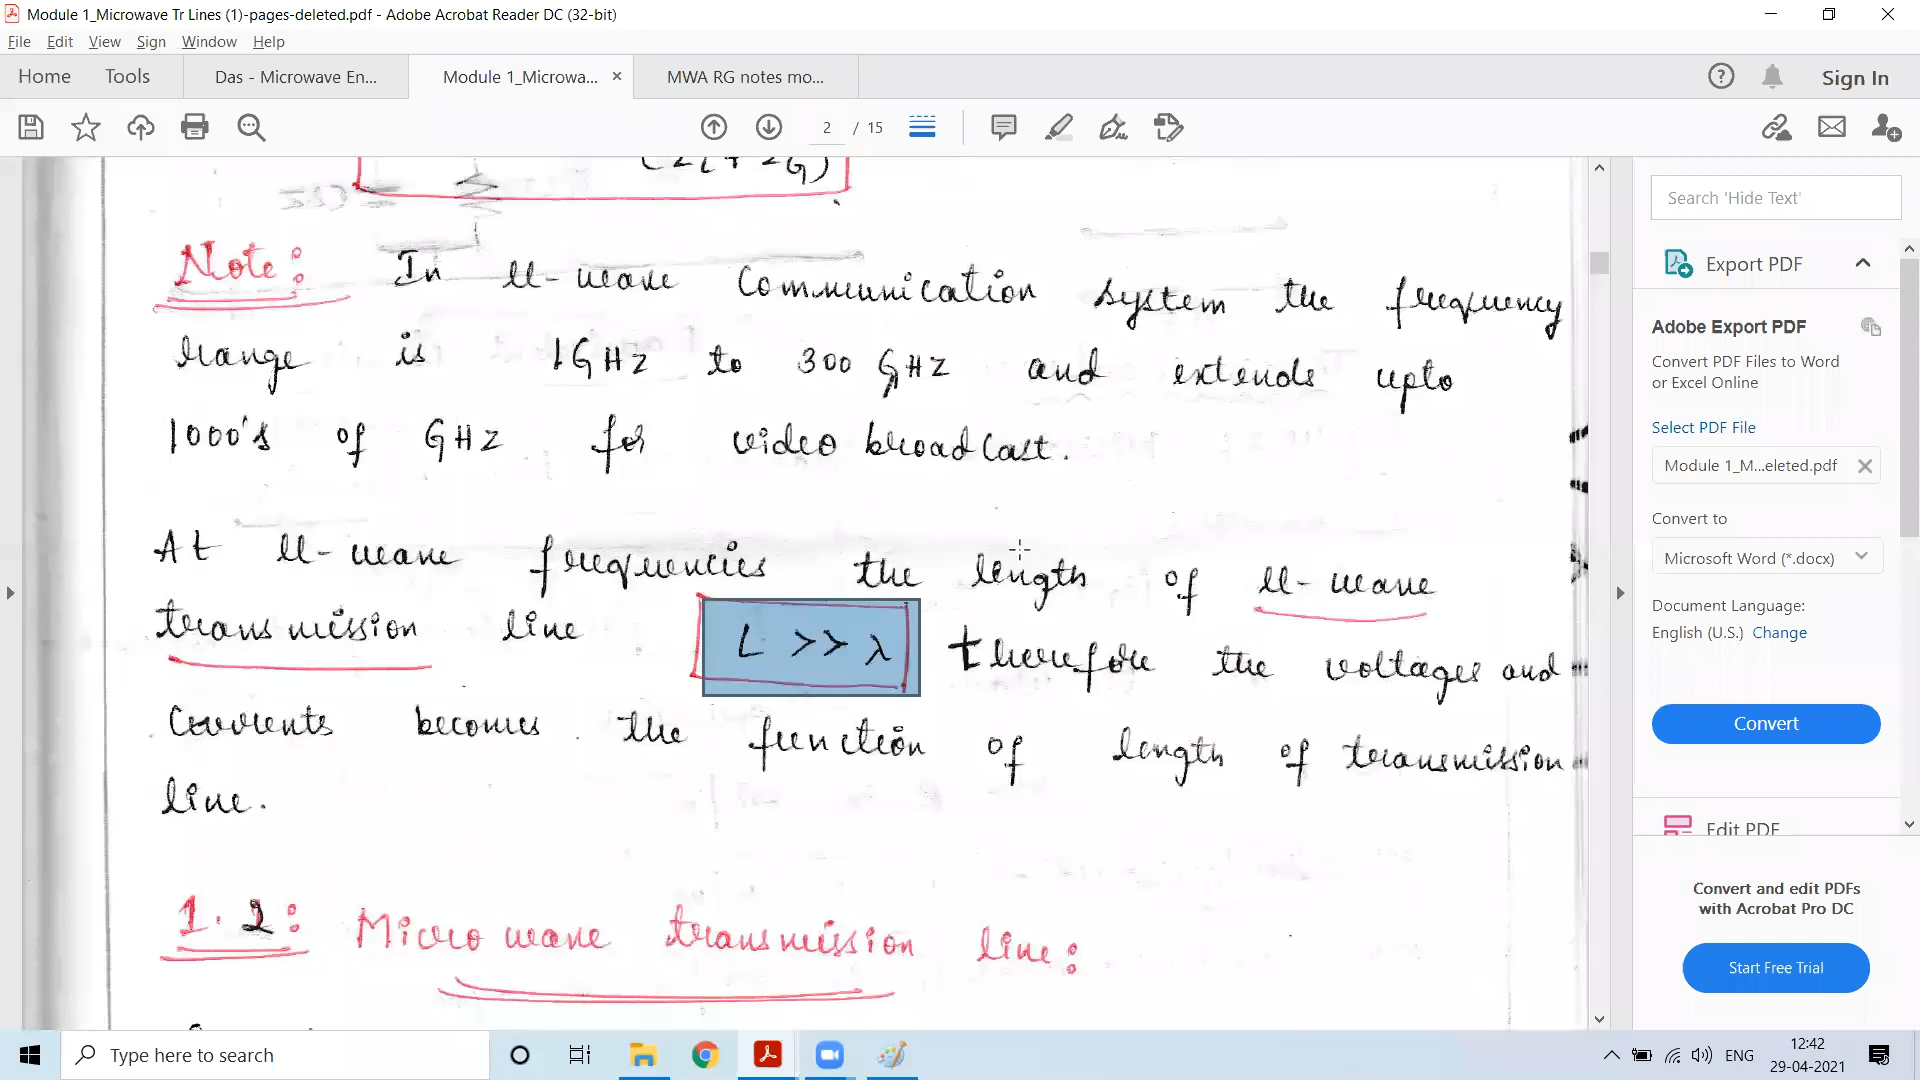 Module 1_Microwave Tr Lines (1)-pages-deleted.pdf - Adobe Acrobat Reader DC (32-bit)
File Edit View Sign Window Help
Home Tools Das - Microwave En... Module 1_Microwa... × MWA RG notes mo... Sign In
2 / 15
Note: In μ-wave Communication system the frequency
range is 1GHz to 300 GHz and extends upto
1000's of GHz for video broadcast.
At μ-wave frequencies the length of μ-wave
transmission line L >> λ therefore the voltages and
Currents becomes the function of length of transmission
line.
1.2: Microwave transmission line:
Search 'Hide Text'
Export PDF
Adobe Export PDF
Convert PDF Files to Word
or Excel Online
Select PDF File
Module 1_M...eleted.pdf
Convert to
Microsoft Word (*.docx)
Document Language:
English (U.S.) Change
Convert
Edit PDF
Convert and edit PDFs
with Acrobat Pro DC
Start Free Trial
Type here to search
ENG
12:42
29-04-2021